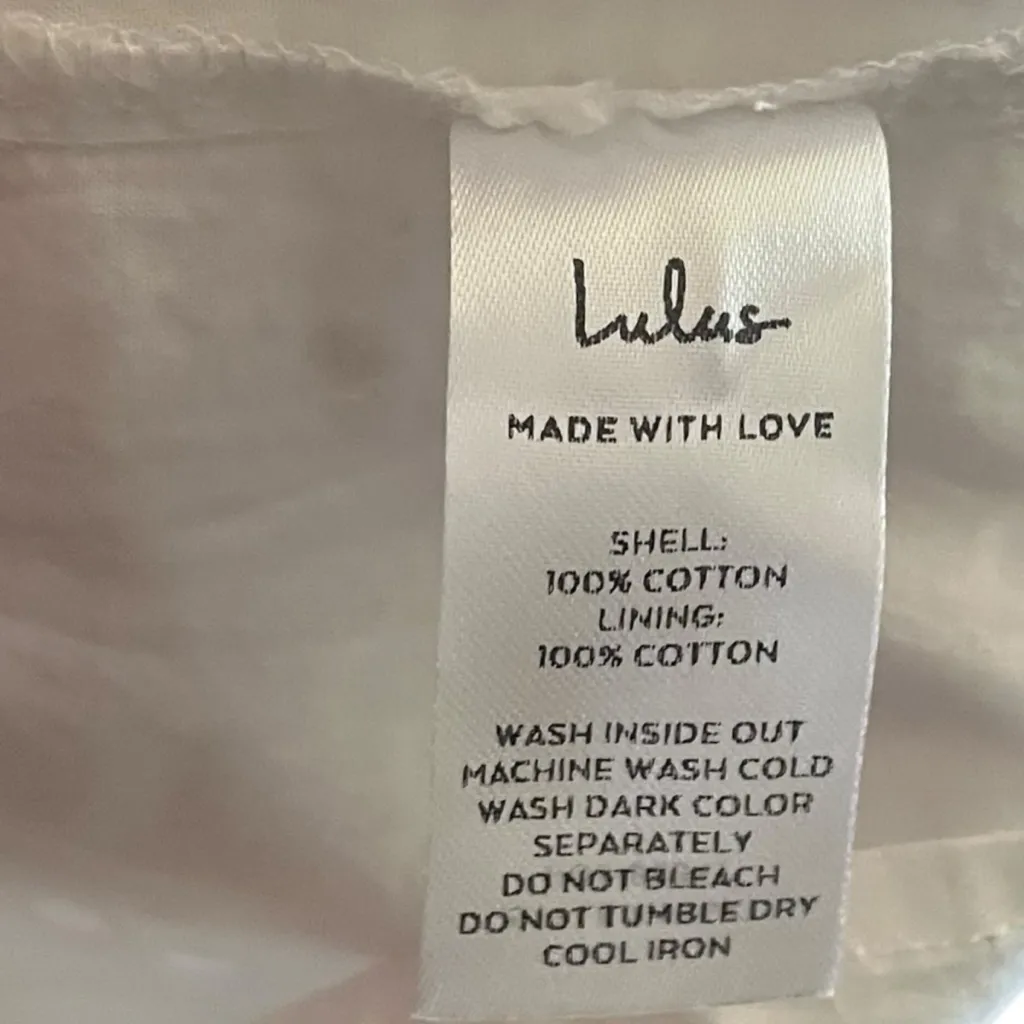 Lulus
MADE WITH LOVE
SHELL:
100% COTTON
LINING:
100% COTTON
WASH INSIDE OUT
MACHINE WASH COLD
WASH DARK COLOR
SEPARATELY
DO NOT BLEACH
DO NOT TUMBLE DRY
COOL IRON